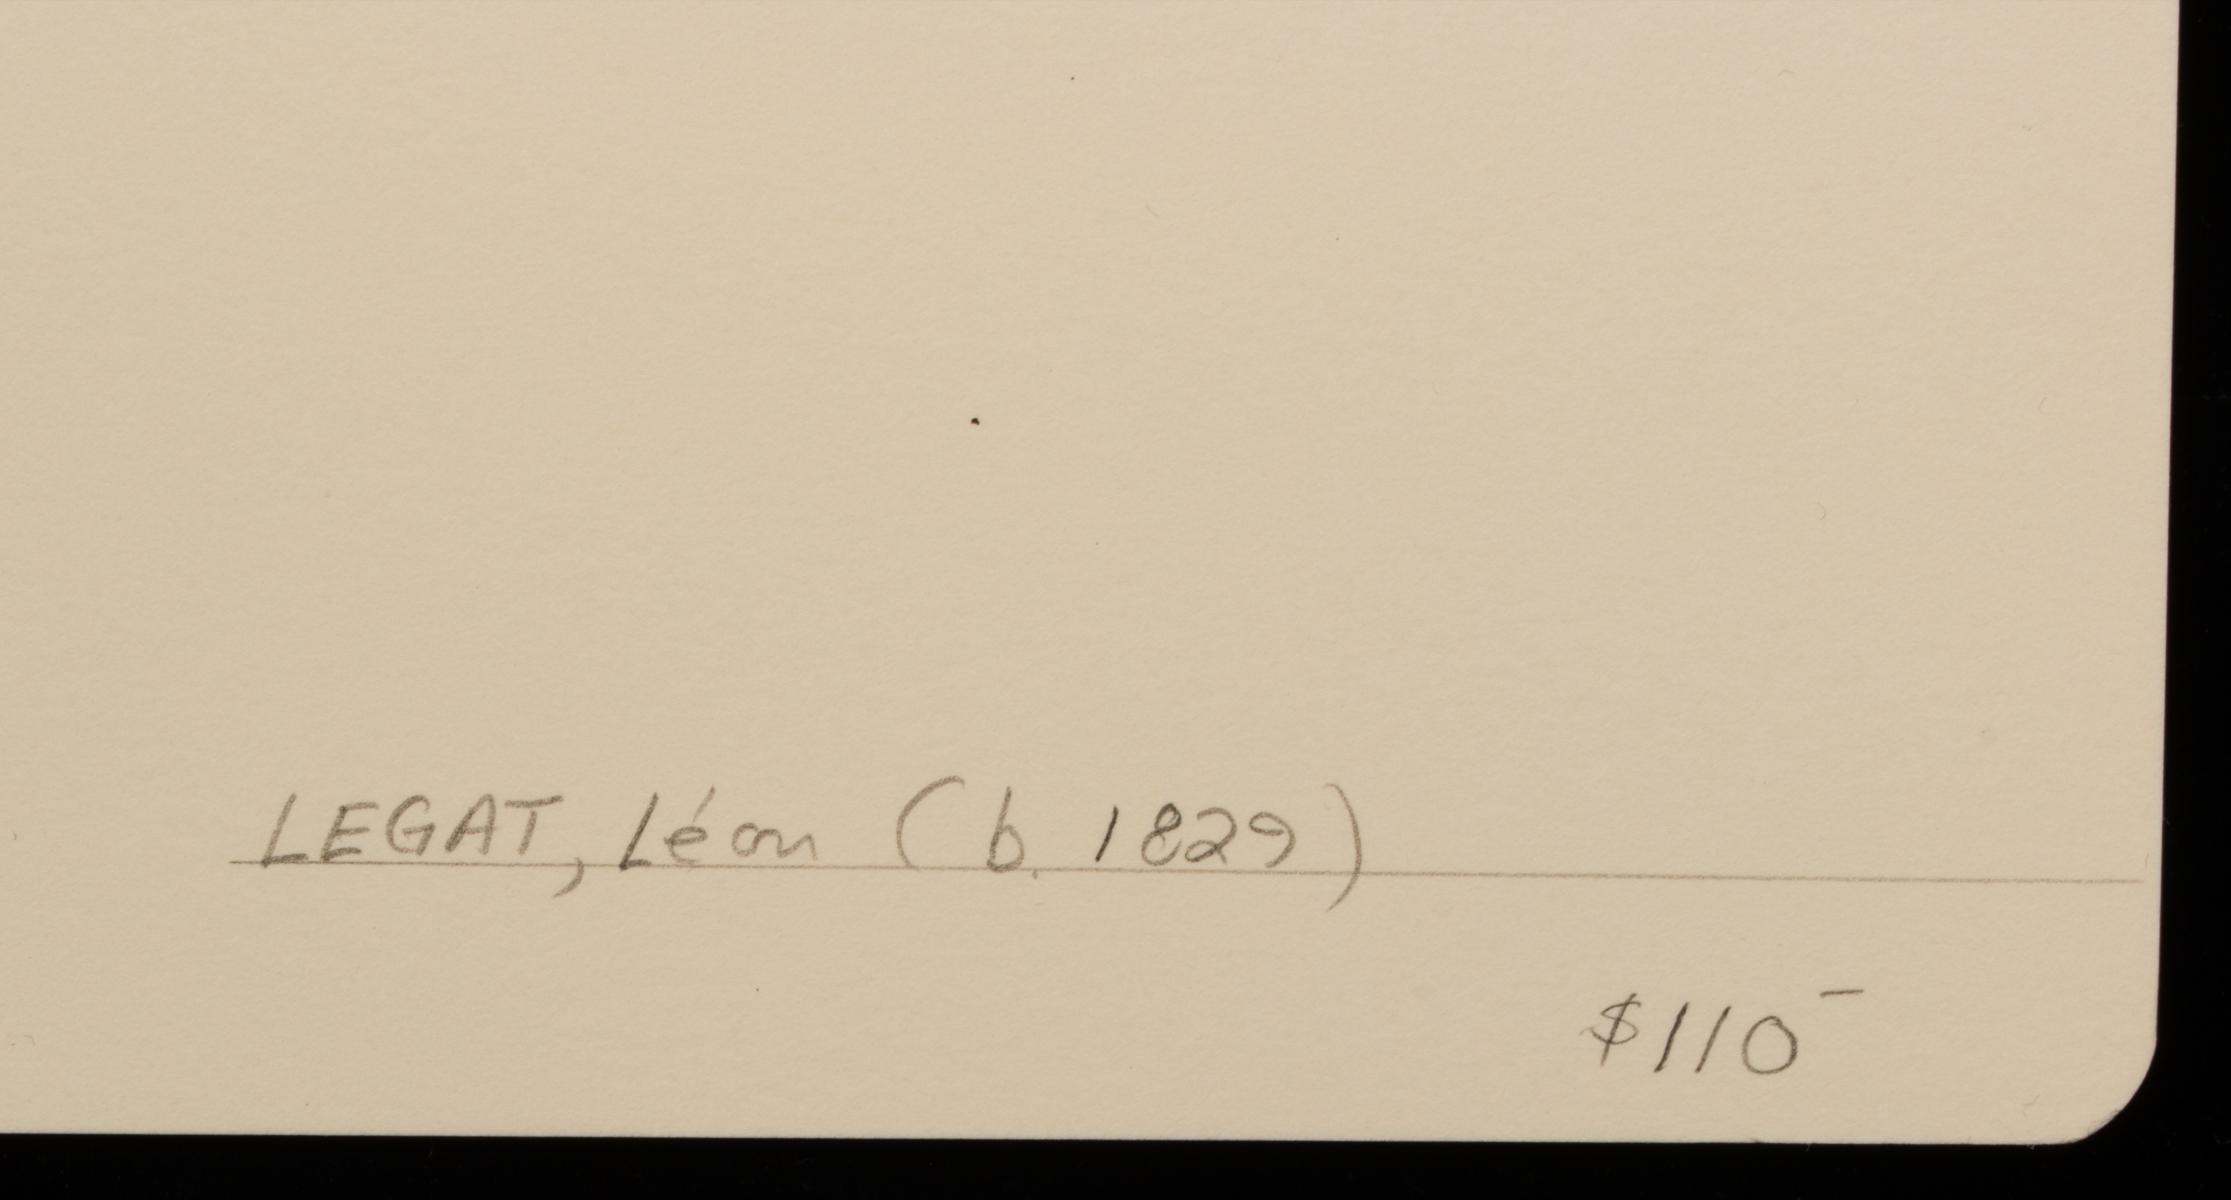 LEGAT, Léon (b. 1829)
$110-